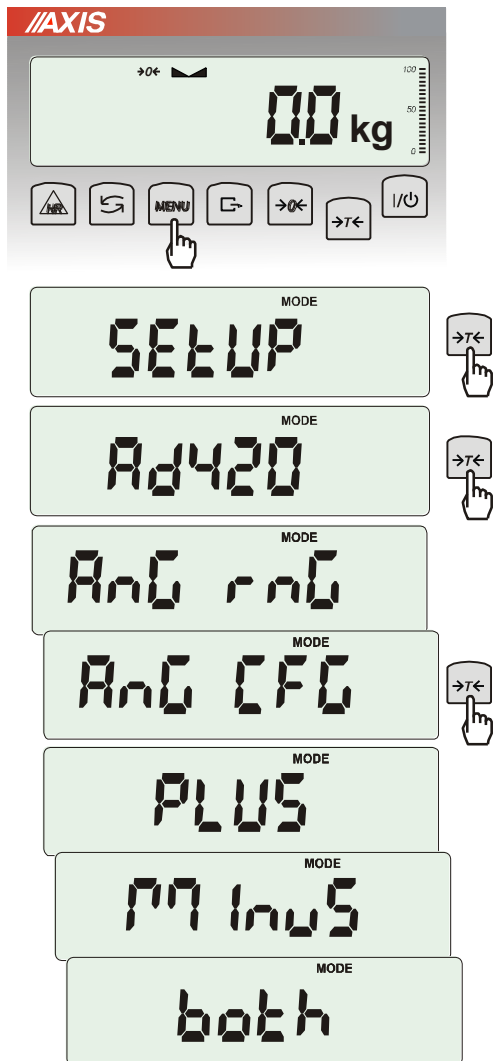 //AXIS
→0←
100
50
0
0.0 kg
HR
MENU
→0←
→T←
I/⏻
MODE
SEtUP
→T←
MODE
Ad420
→T←
MODE
AnG rnG
MODE
AnG CFG
→T←
MODE
PLUS
MODE
MInuS
MODE
both